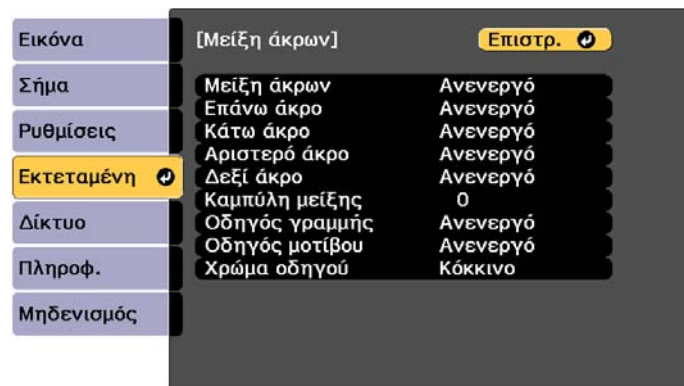 Εικόνα
Σήμα
Ρυθμίσεις
Εκτεταμένη
Δίκτυο
Πληροφ.
Μηδενισμός
[Μείξη άκρων] Επιστρ.
Μείξη άκρων Ανενεργό
Επάνω άκρο Ανενεργό
Κάτω άκρο Ανενεργό
Αριστερό άκρο Ανενεργό
Δεξί άκρο Ανενεργό
Καμπύλη μείξης 0
Οδηγός γραμμής Ανενεργό
Οδηγός μοτίβου Ανενεργό
Χρώμα οδηγού Κόκκινο